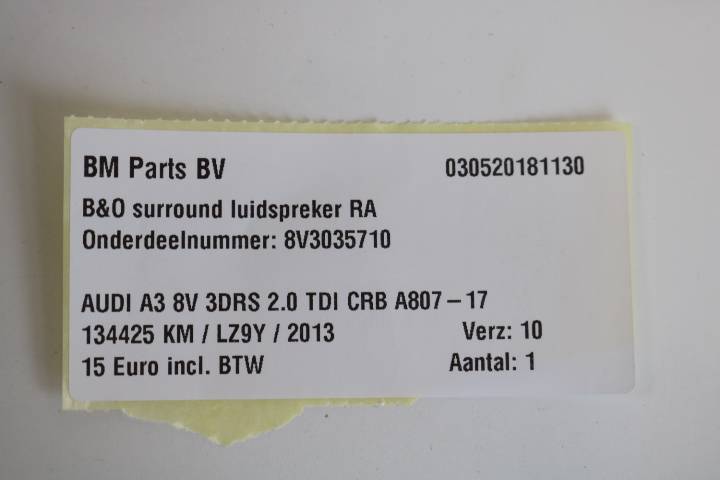 BM Parts BV 030520181130
B&O surround luidspreker RA
Onderdeelnummer: 8V3035710
AUDI A3 8V 3DRS 2.0 TDI CRB A807-17
134425 KM / LZ9Y / 2013 Verz: 10
15 Euro incl. BTW Aantal: 1